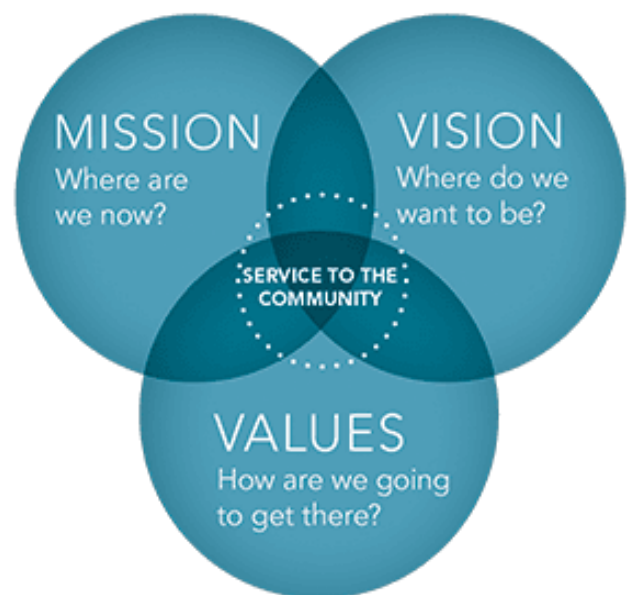 MISSION
Where are
we now?
VISION
Where do we
want to be?
SERVICE TO THE
COMMUNITY
VALUES
How are we going
to get there?